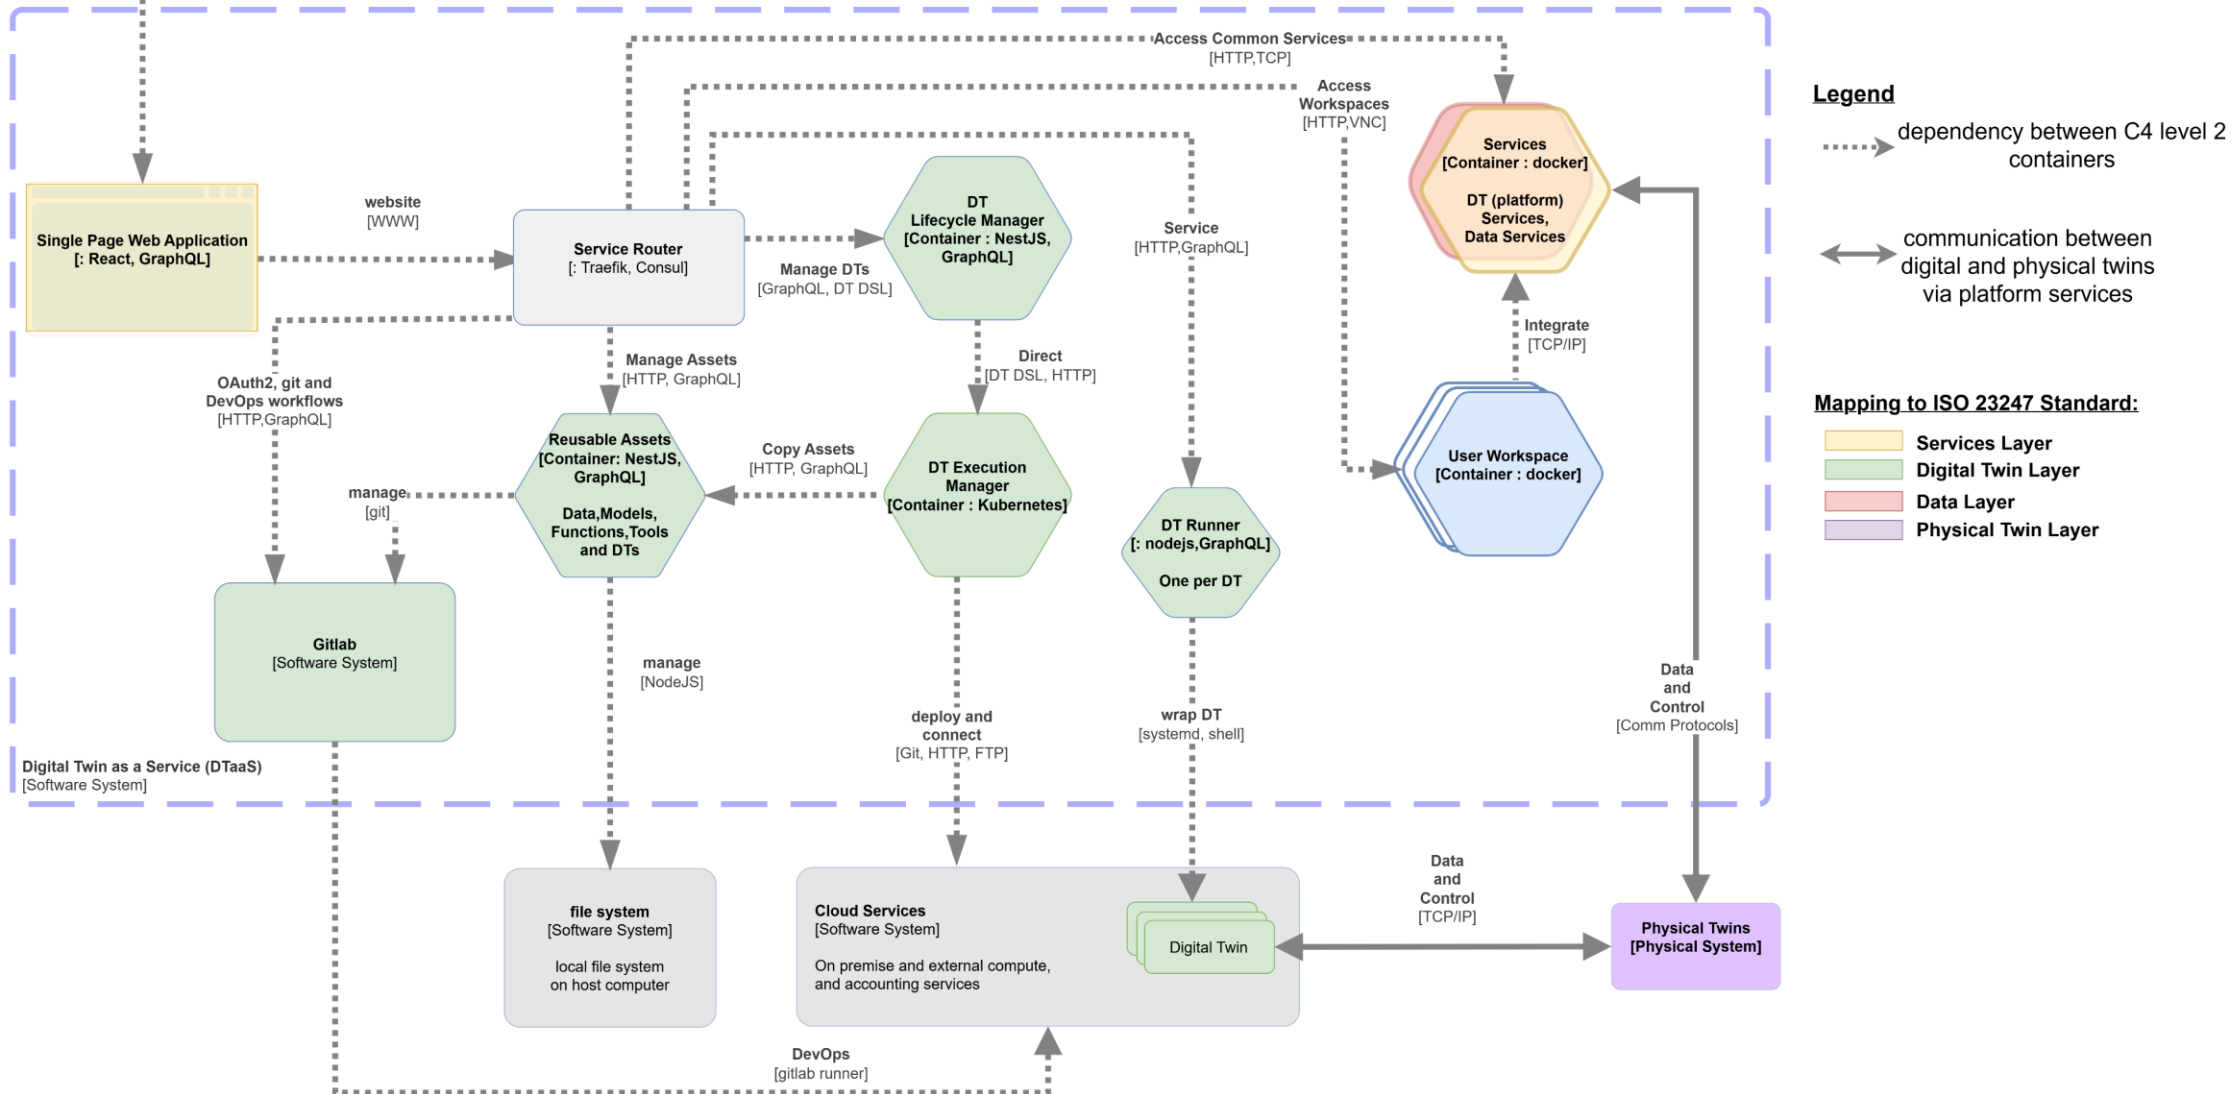 Access Common Services
[HTTP,TCP]
Access
Workspaces
[HTTP,VNC]
Legend
dependency between C4 level 2
containers
communication between
digital and physical twins
via platform services
Mapping to ISO 23247 Standard:
Services Layer
Digital Twin Layer
Data Layer
Physical Twin Layer
Single Page Web Application
[: React, GraphQL]
website
[WWW]
Service Router
[: Traefik, Consul]
Manage DTs
[GraphQL, DT DSL]
DT
Lifecycle Manager
[Container : NestJS,
GraphQL]
Service
[HTTP,GraphQL]
Services
[Container : docker]
DT (platform)
Services,
Data Services
Integrate
[TCP/IP]
OAuth2, git and
DevOps workflows
[HTTP,GraphQL]
Manage Assets
[HTTP, GraphQL]
Direct
[DT DSL, HTTP]
Reusable Assets
[Container: NestJS,
GraphQL]
Data,Models,
Functions,Tools
and DTs
Copy Assets
[HTTP, GraphQL]
DT Execution
Manager
[Container : Kubernetes]
User Workspace
[Container : docker]
manage
[git]
DT Runner
[: nodejs,GraphQL]
One per DT
Gitlab
[Software System]
manage
[NodeJS]
deploy and
connect
[Git, HTTP, FTP]
wrap DT
[systemd, shell]
Data
and
Control
[Comm Protocols]
Digital Twin as a Service (DTaaS)
[Software System]
file system
[Software System]
local file system
on host computer
Cloud Services
[Software System]
On premise and external compute,
and accounting services
Digital Twin
Data
and
Control
[TCP/IP]
Physical Twins
[Physical System]
DevOps
[gitlab runner]